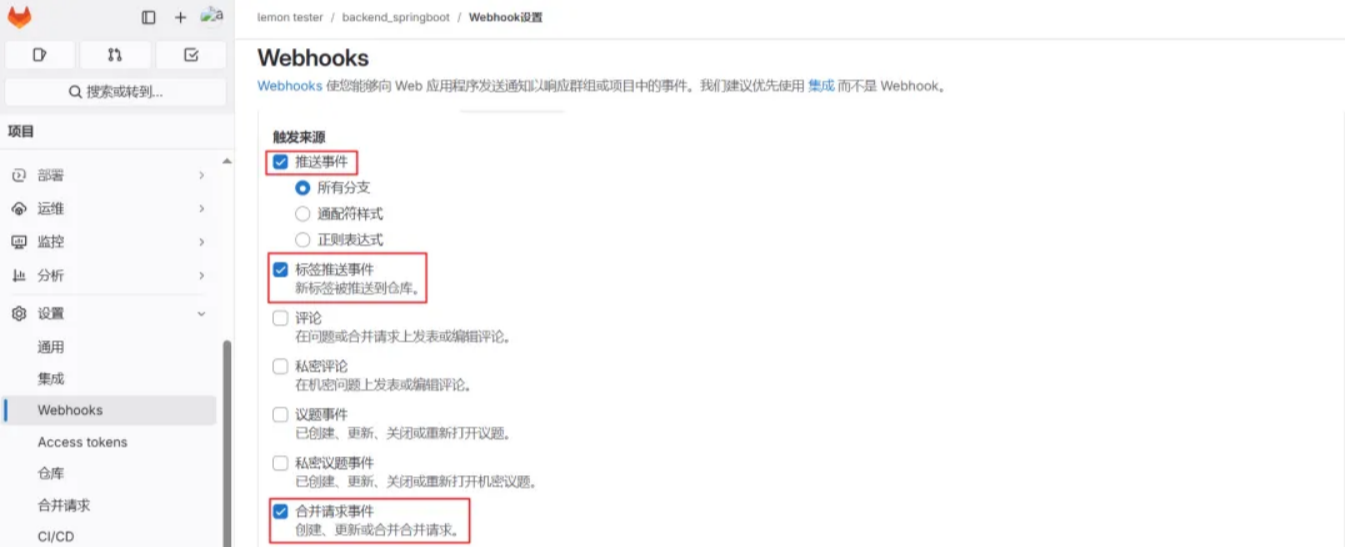 lemon tester / backend_springboot / Webhook设置
搜索或转到...
项目
部署
运维
监控
分析
设置
通用
集成
Webhooks
Access tokens
仓库
合并请求
CI/CD
Webhooks
Webhooks 使您能够向 Web 应用程序发送通知以响应群组或项目中的事件。我们建议优先使用 集成 而不是 Webhook。
触发来源
推送事件
所有分支
通配符样式
正则表达式
标签推送事件
新标签被推送到仓库。
评论
在问题或合并请求上发表或编辑评论。
私密评论
在机密问题上发表或编辑评论。
议题事件
已创建、更新、关闭或重新打开议题。
私密议题事件
已创建、更新、关闭或重新打开机密议题。
合并请求事件
创建、更新或合并合并请求。